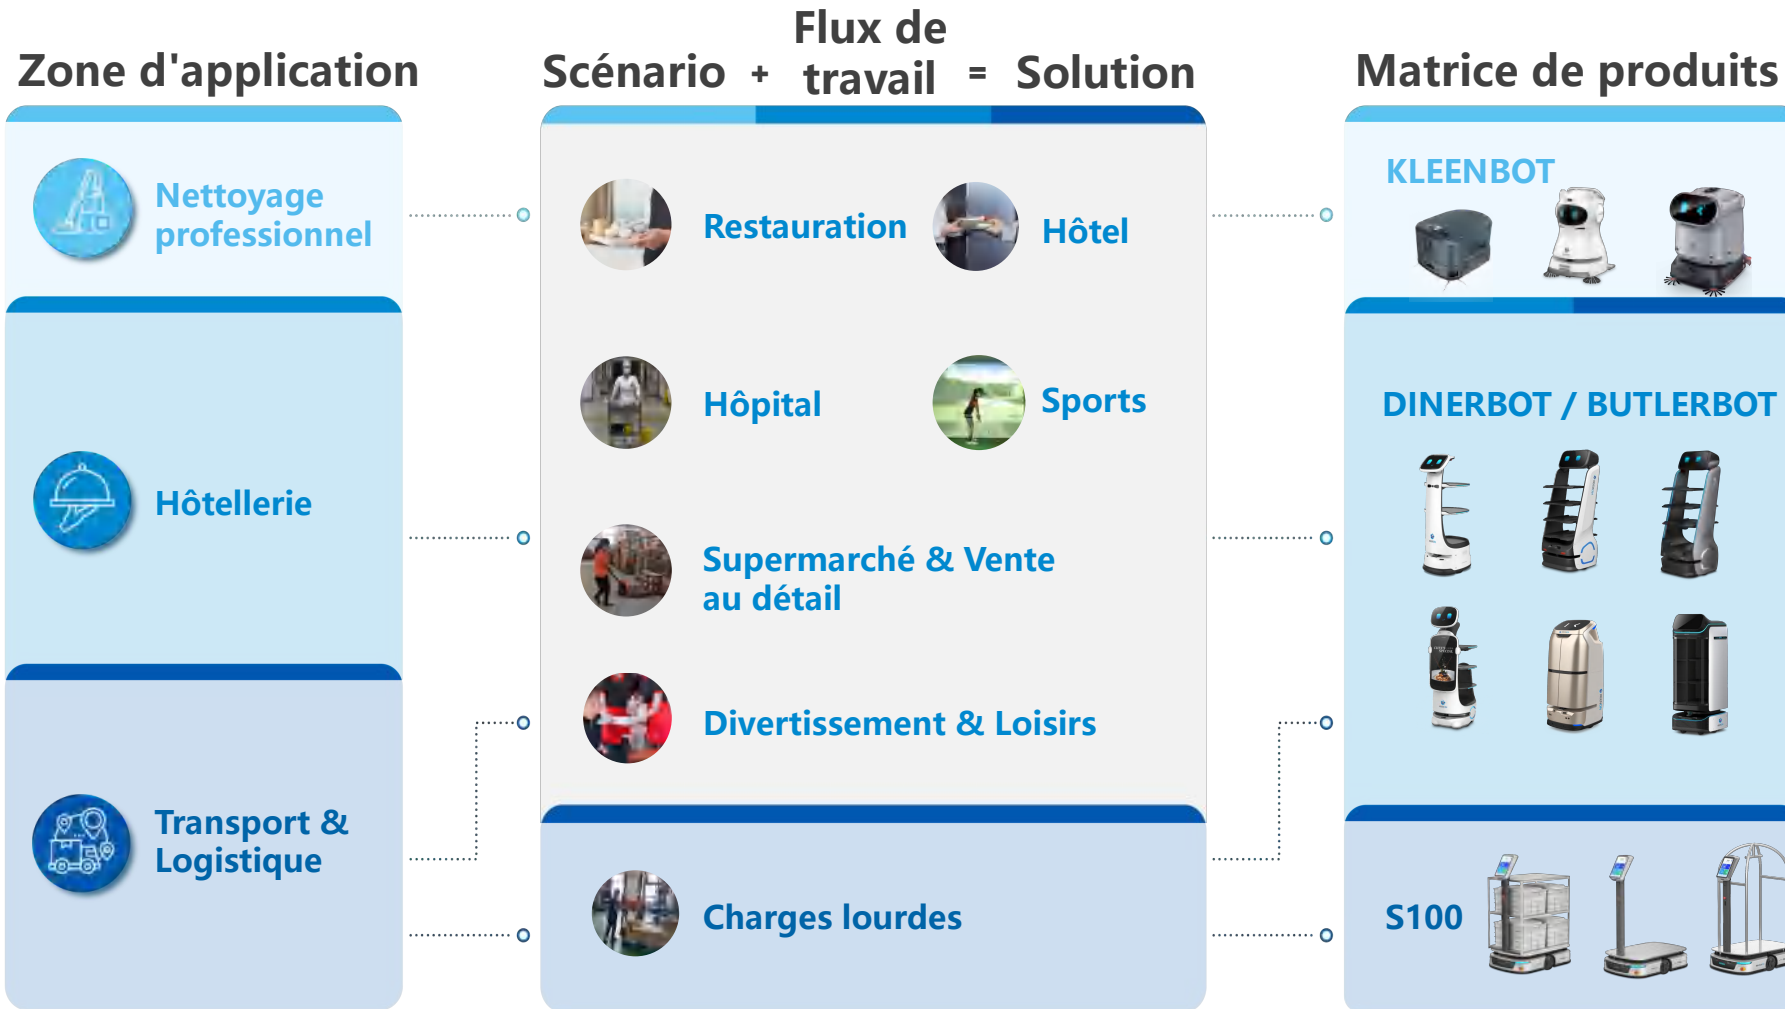 Zone d'application
Scénario + Flux de travail = Solution
Matrice de produits
Nettoyage
professionnel
Hôtellerie
Transport &
Logistique
Restauration
Hôtel
Hôpital
Sports
Supermarché & Vente
au détail
Divertissement & Loisirs
Charges lourdes
KLEENBOT
DINERBOT / BUTLERBOT
S100